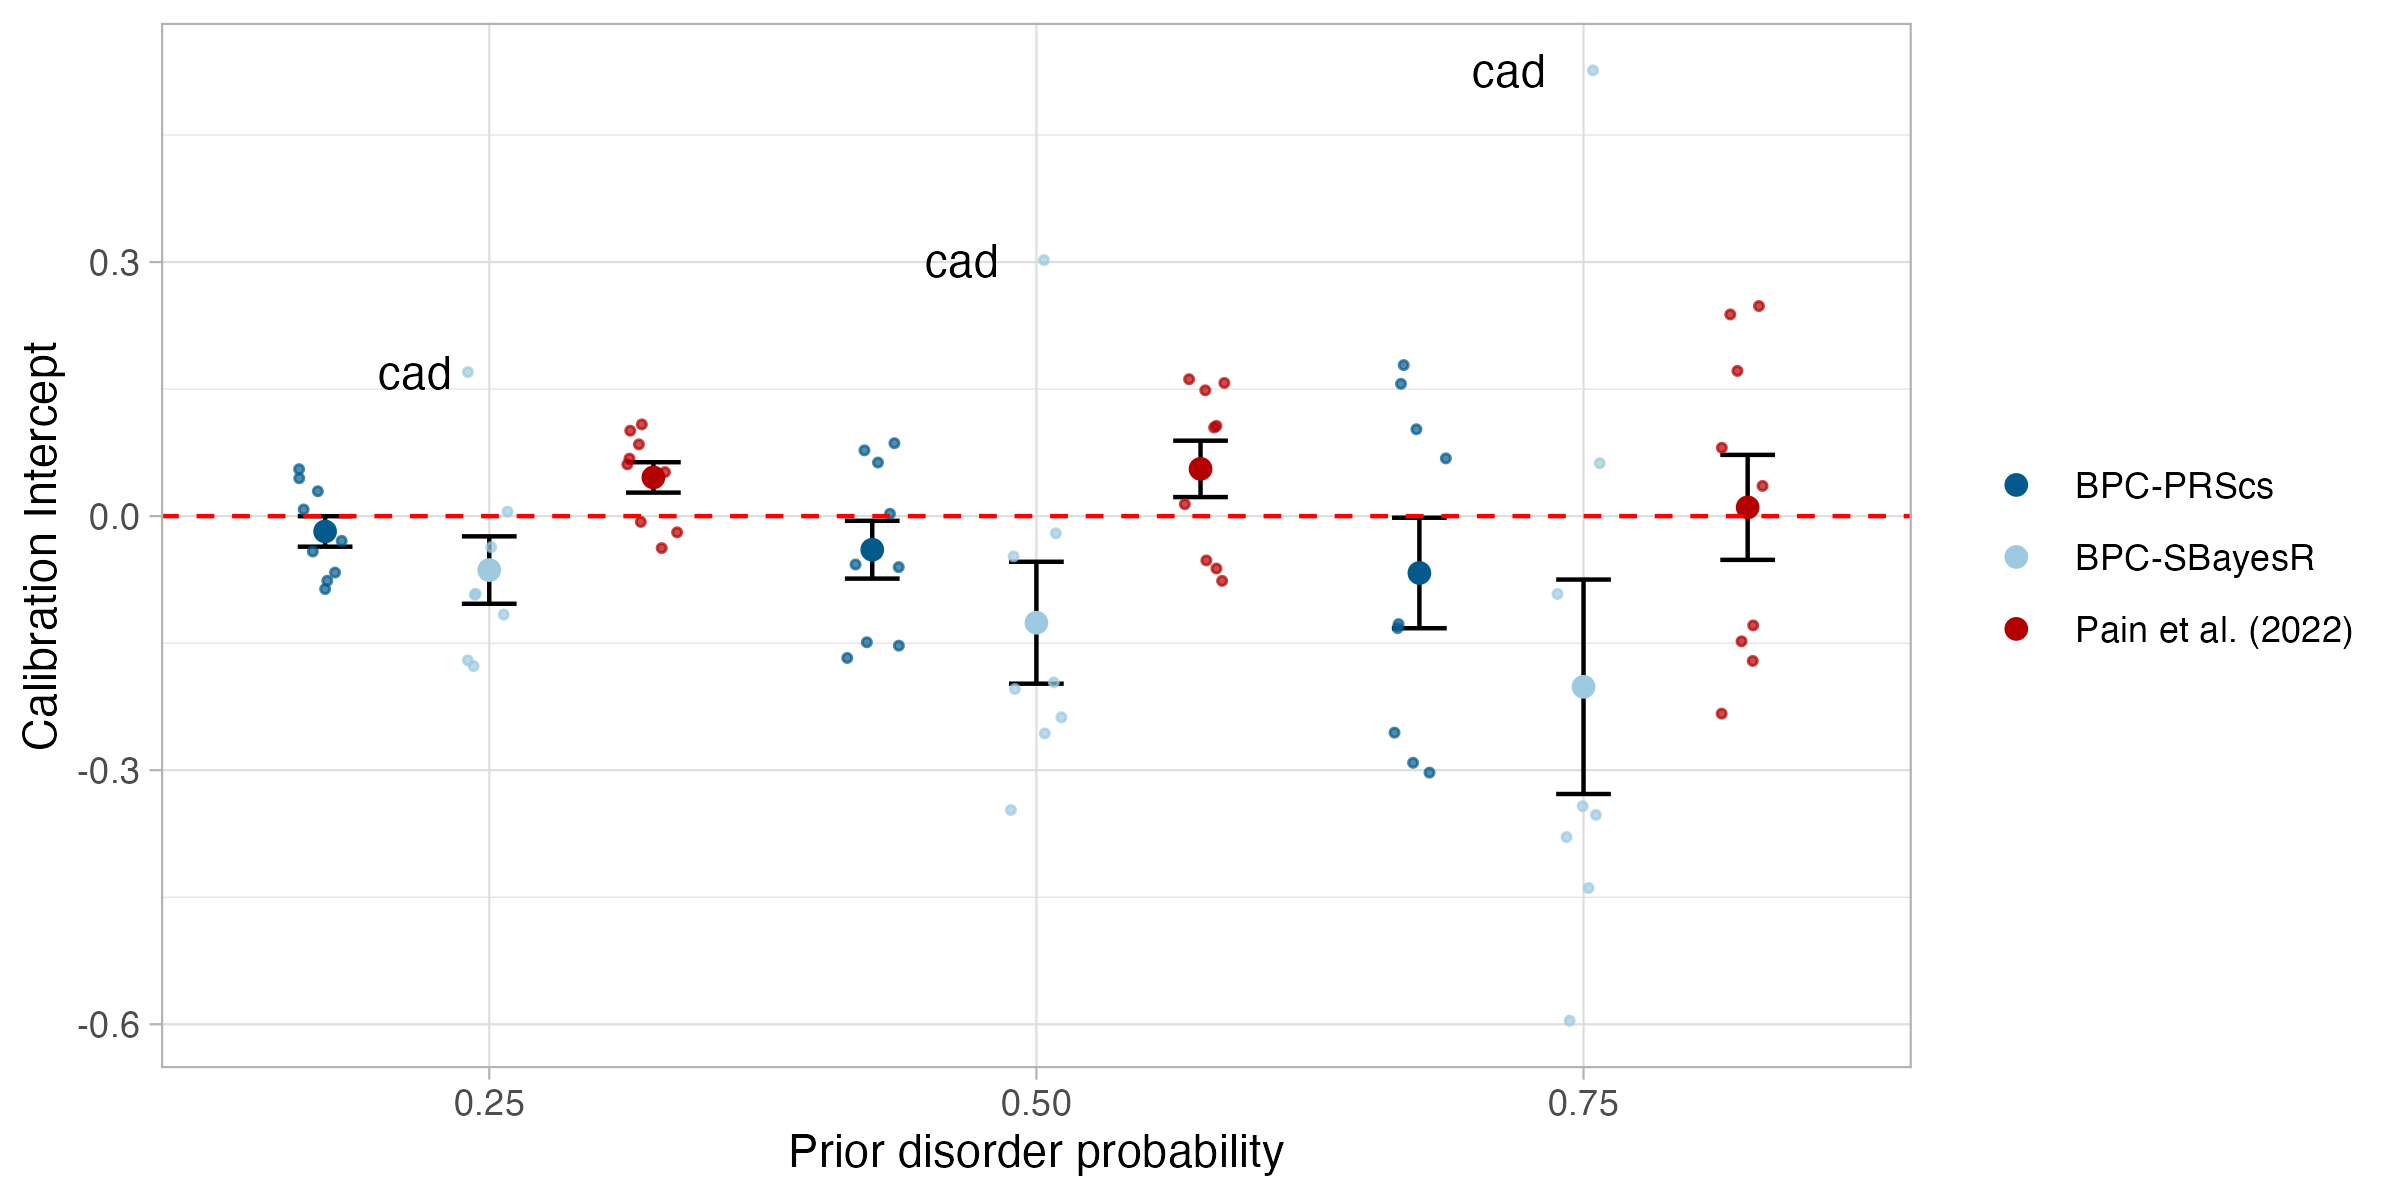 cad
cad
cad
0.3
0.0
-0.3
-0.6
Calibration Intercept
0.25
0.50
0.75
Prior disorder probability
BPC-PRScs
BPC-SBayesR
Pain et al. (2022)